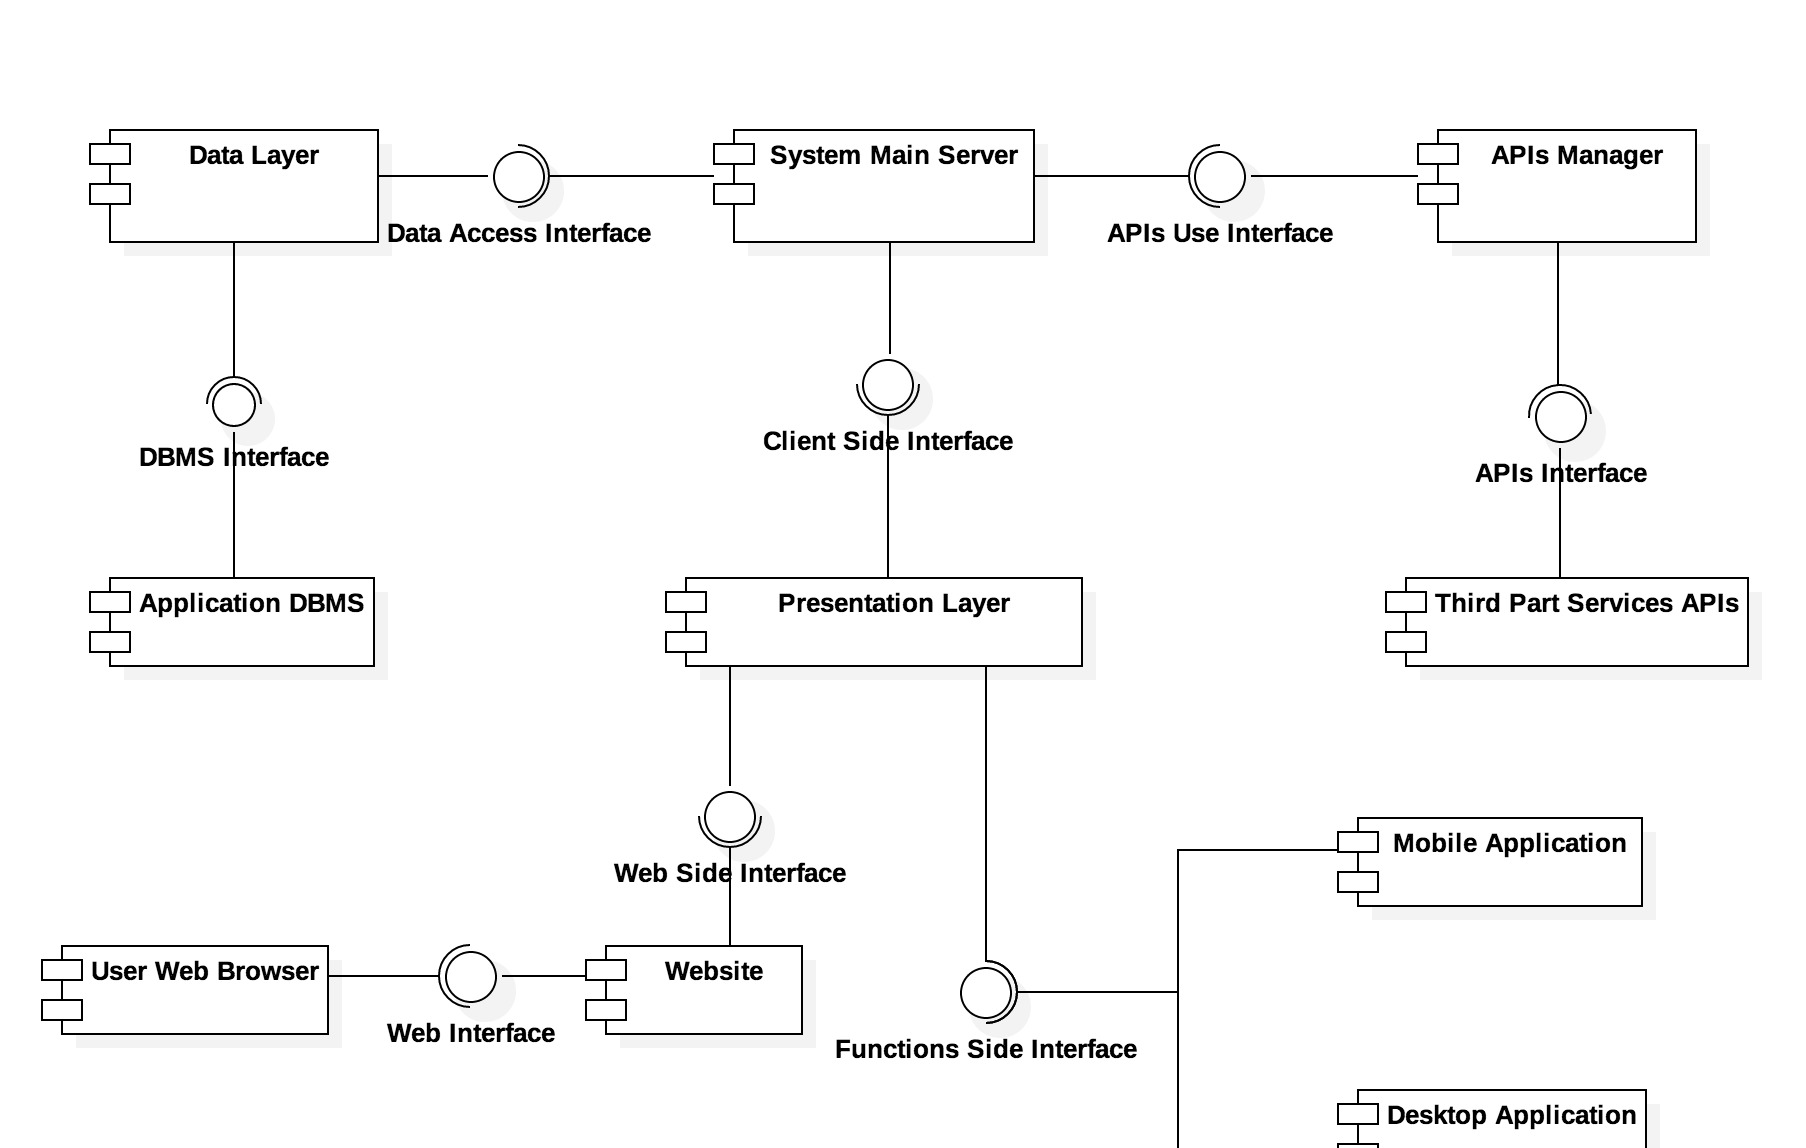 Data Layer
System Main Server
APIs Manager
Data Access Interface
APIs Use Interface
Client Side Interface
DBMS Interface
APIs Interface
Application DBMS
Presentation Layer
Third Part Services APIs
Mobile Application
Web Side Interface
User Web Browser
Website
Web Interface
Functions Side Interface
Desktop Application